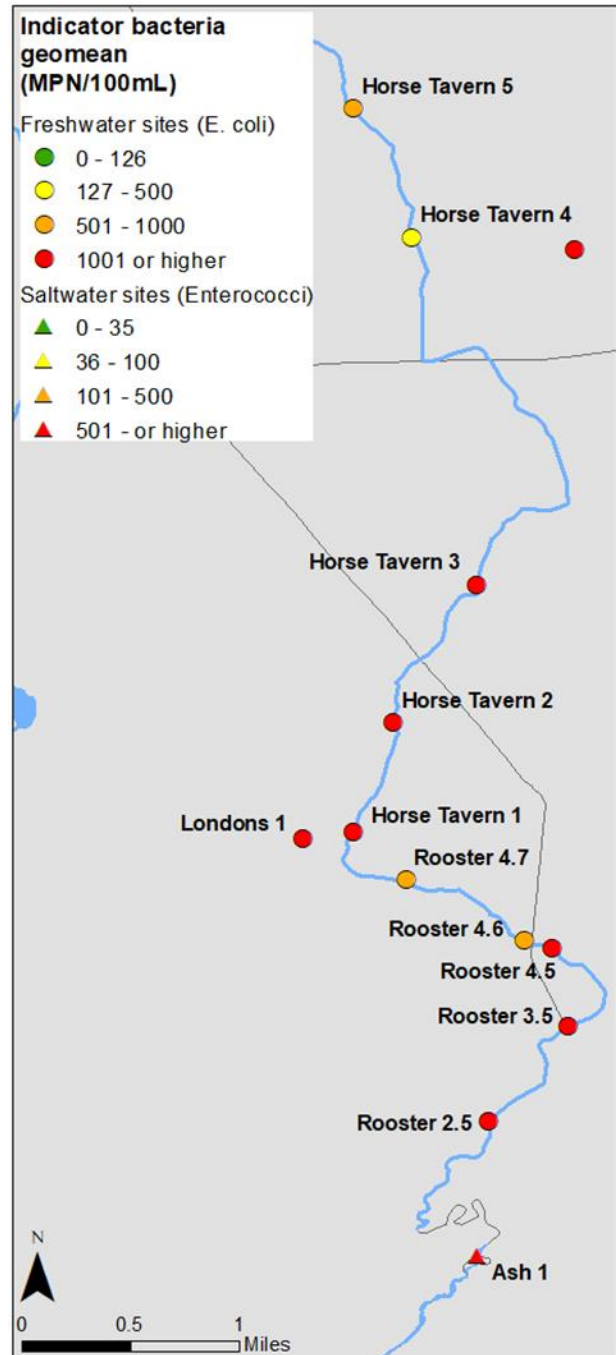 Indicator bacteria
geomean
(MPN/100mL)
Freshwater sites (E. coli)
0 - 126
127 - 500
501 - 1000
1001 or higher
Saltwater sites (Enterococci)
0 - 35
36 - 100
101 - 500
501 - or higher
Horse Tavern 5
Horse Tavern 4
Horse Tavern 3
Horse Tavern 2
Londons 1
Horse Tavern 1
Rooster 4.7
Rooster 4.6
Rooster 4.5
Rooster 3.5
Rooster 2.5
Ash 1
N
0 0.5 1
Miles